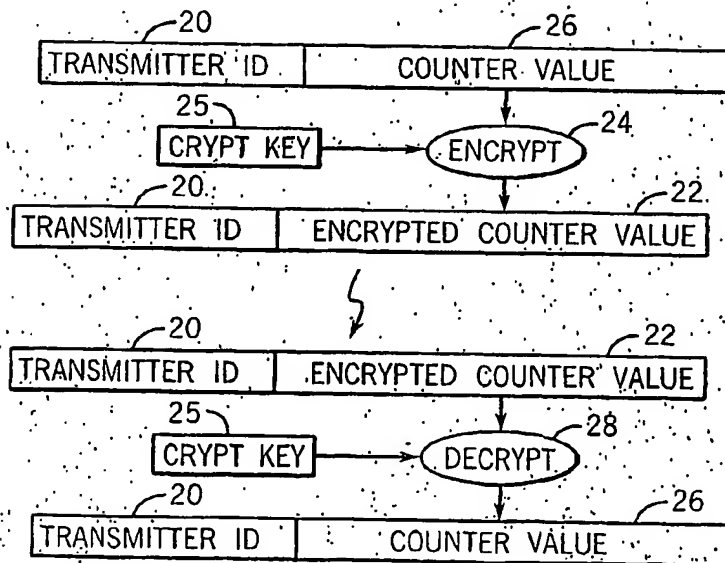 20 26
TRANSMITTER ID COUNTER VALUE
25 24
CRYPT KEY ENCRYPT
20 22
TRANSMITTER ID ENCRYPTED COUNTER VALUE
20 22
TRANSMITTER ID ENCRYPTED COUNTER VALUE
25 28
CRYPT KEY DECRYPT
20 26
TRANSMITTER ID COUNTER VALUE